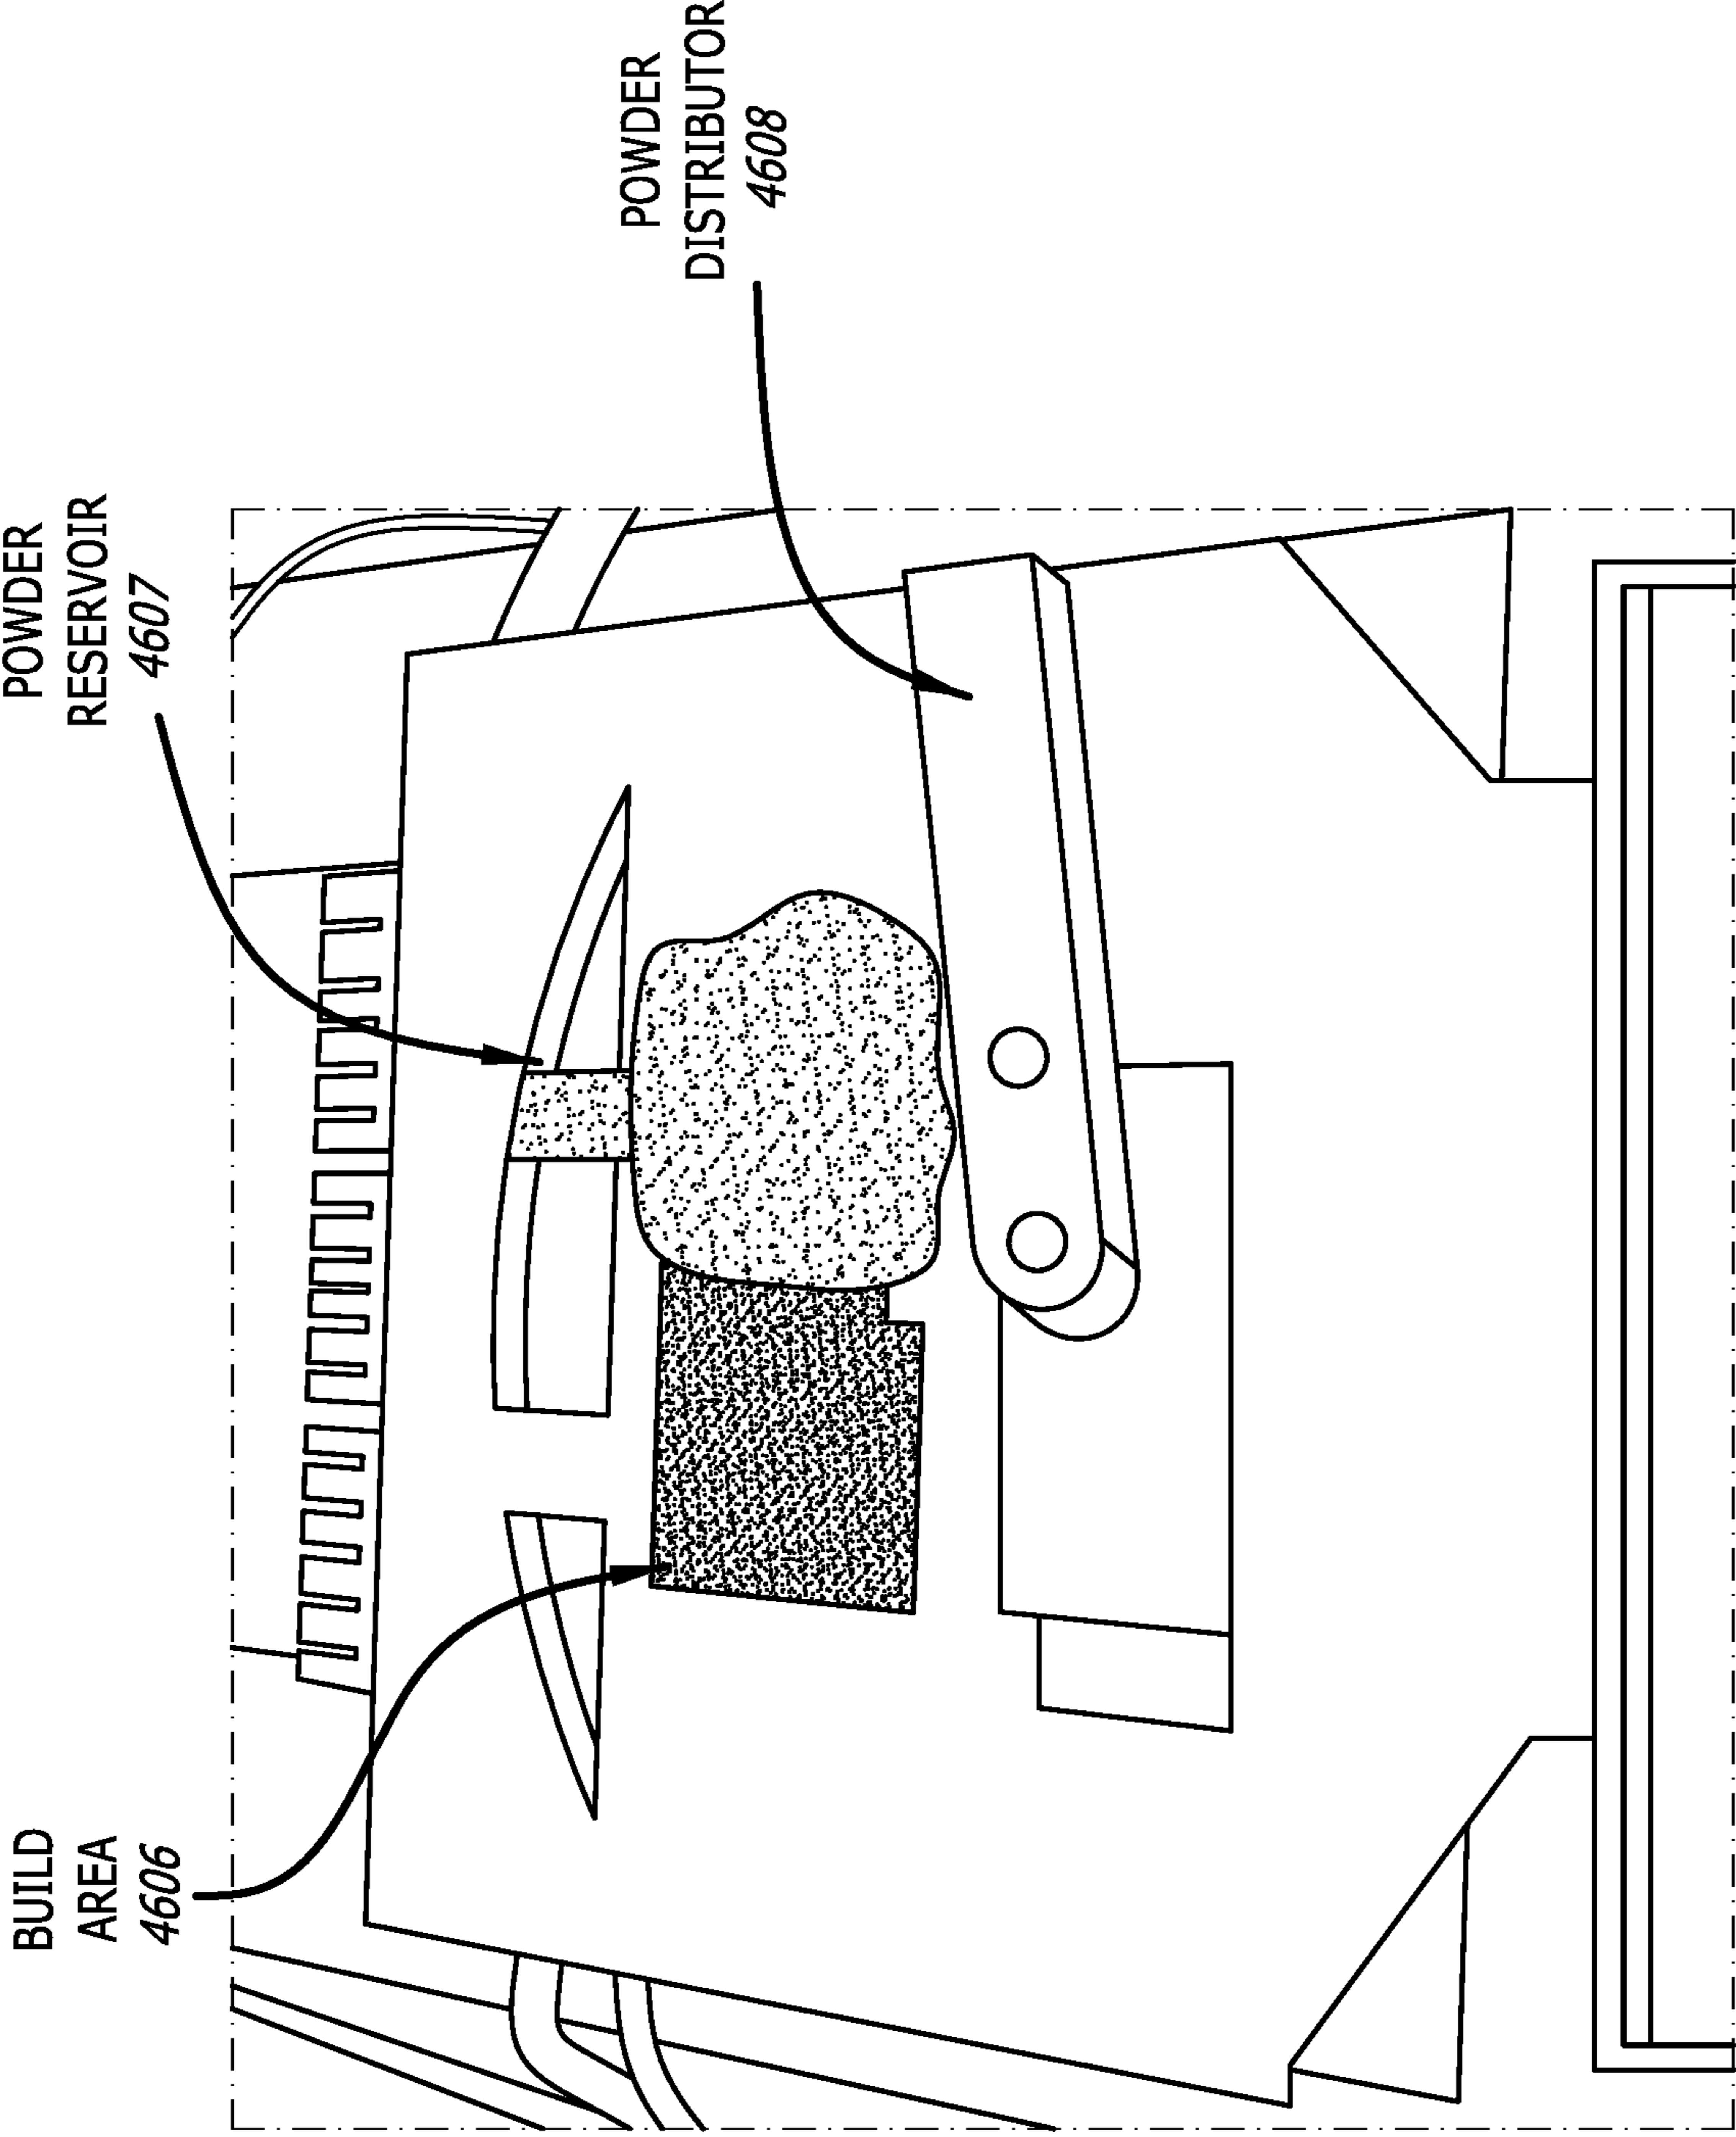 BUILD
AREA
4606
POWDER
RESERVOIR
4607
POWDER
DISTRIBUTOR
4608